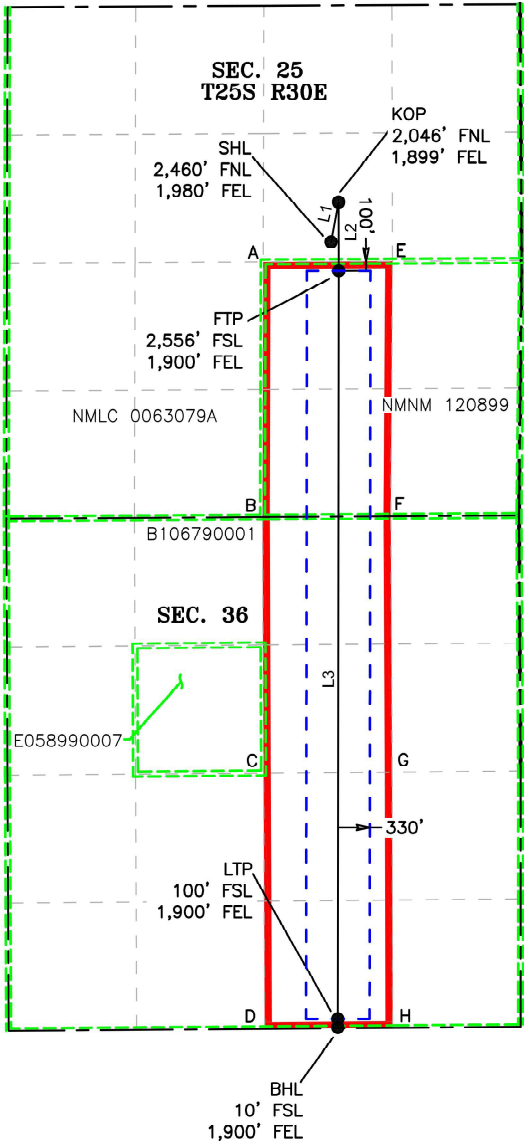 SEC. 25
T25S R30E
KOP
2,046' FNL
1,899' FEL
SHL
2,460' FNL
1,980' FEL
L1
L2
100'
A
E
FTP
2,556' FSL
1,900' FEL
NMLC 0063079A
NMNM 120899
B
F
B106790001
SEC. 36
L3
E058990007
C
G
330'
LTP
100' FSL
1,900' FEL
D
H
BHL
10' FSL
1,900' FEL